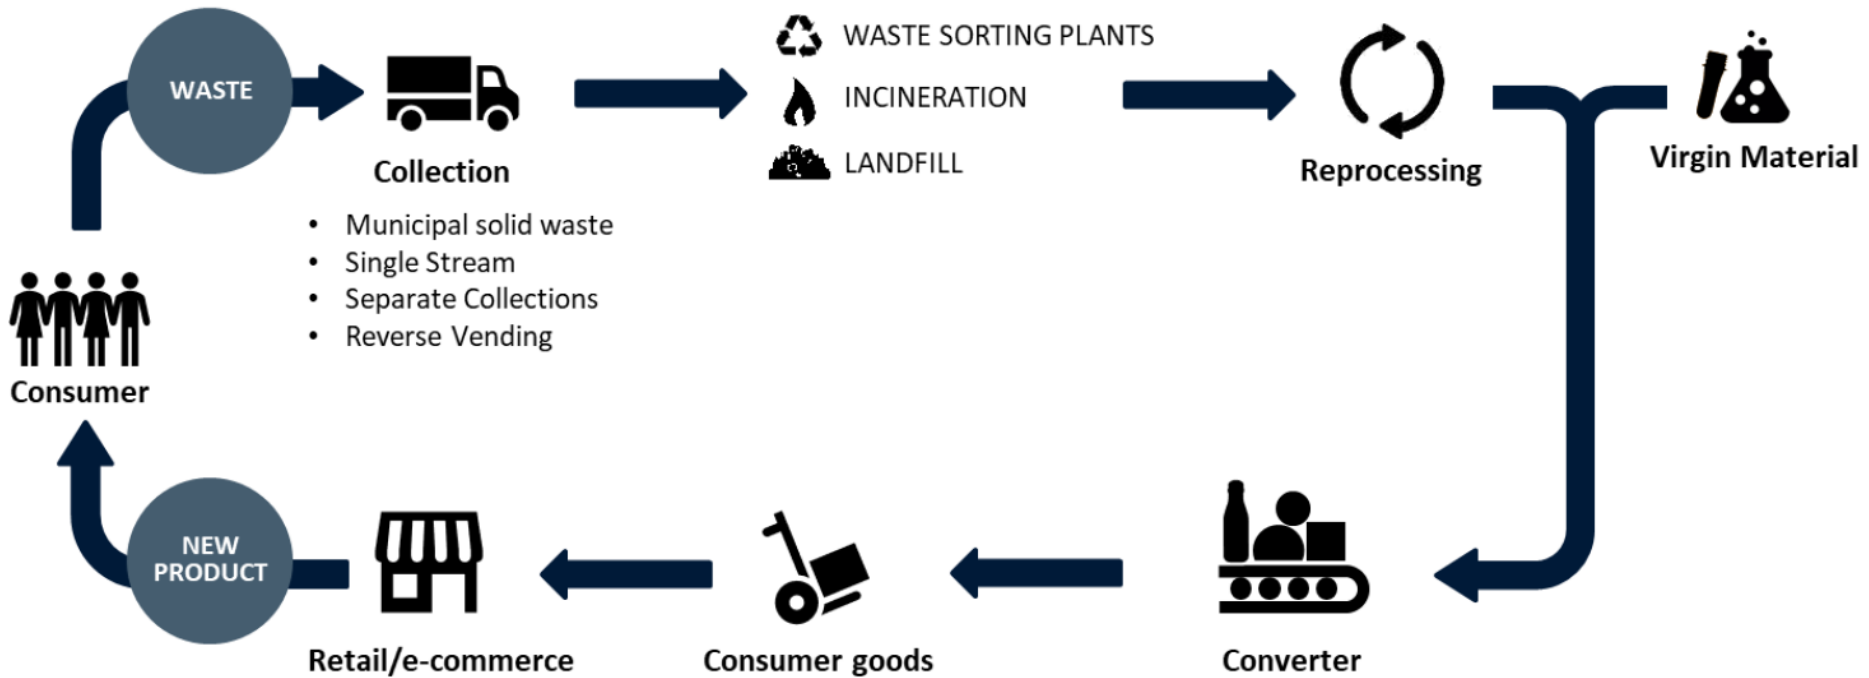 WASTE
Collection
• Municipal solid waste
• Single Stream
• Separate Collections
• Reverse Vending
WASTE SORTING PLANTS
INCINERATION
LANDFILL
Reprocessing
Virgin Material
Converter
Consumer goods
Retail/e-commerce
NEW
PRODUCT
Consumer